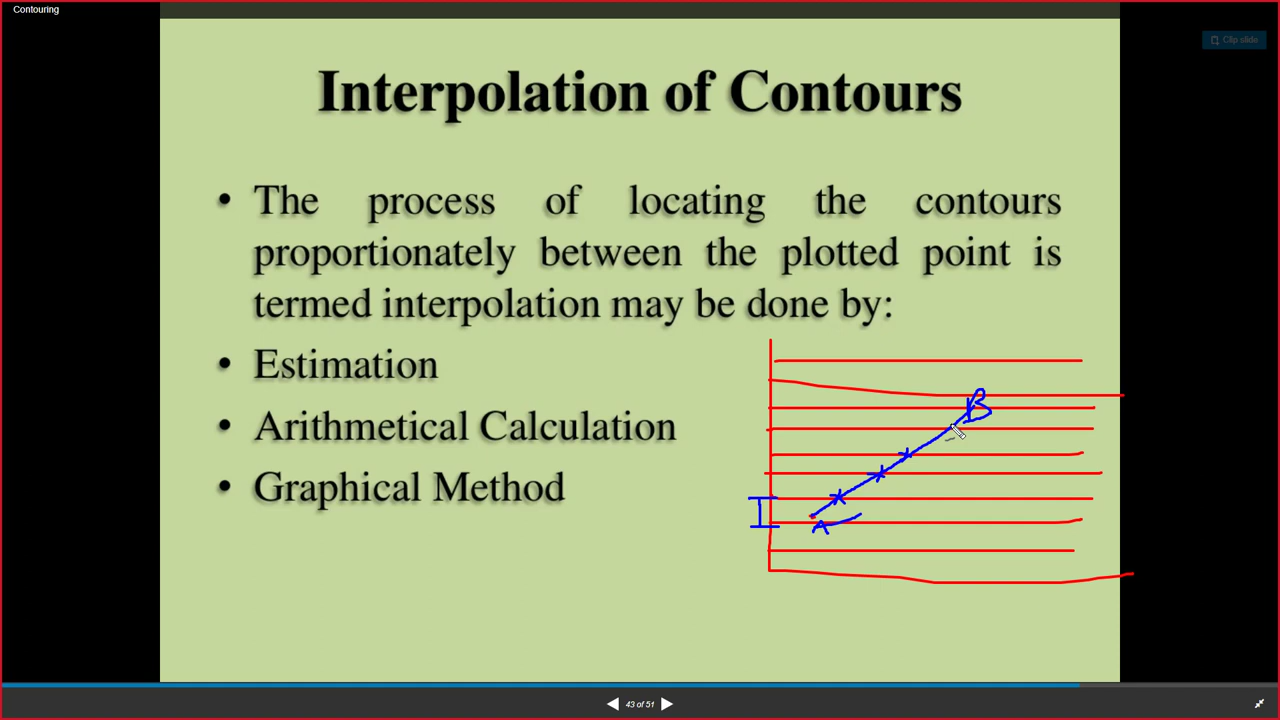 Contouring
Clip slide
Interpolation of Contours
• The process of locating the contours
proportionately between the plotted point is
termed interpolation may be done by:
• Estimation
• Arithmetical Calculation
• Graphical Method
B
I
A
43 of 51